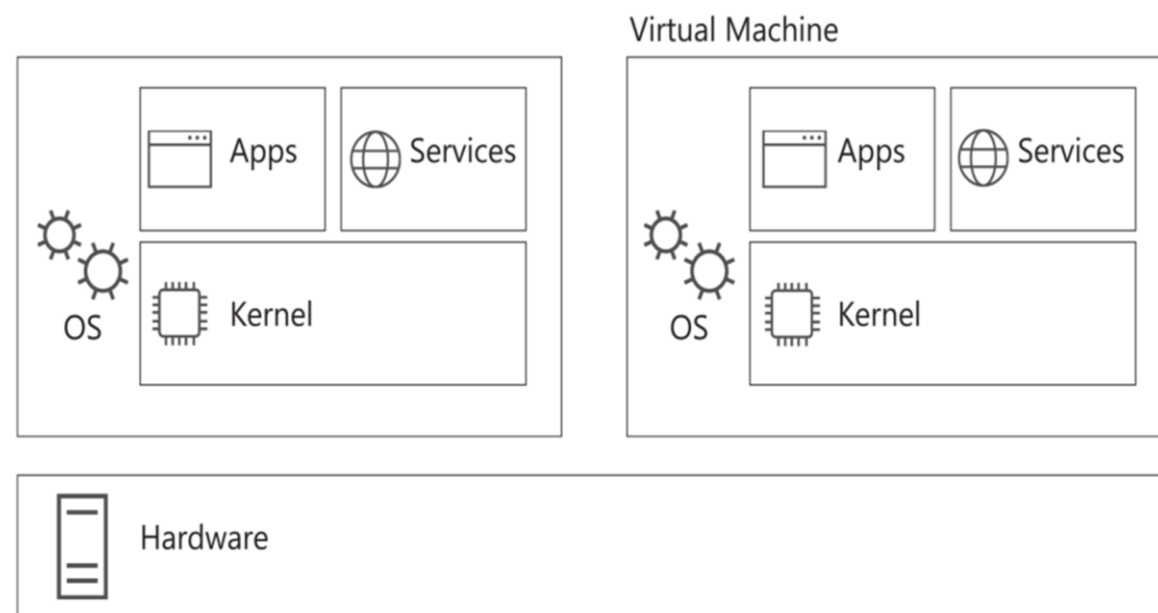 Virtual Machine
Apps
Services
OS
Kernel
Apps
Services
OS
Kernel
Hardware